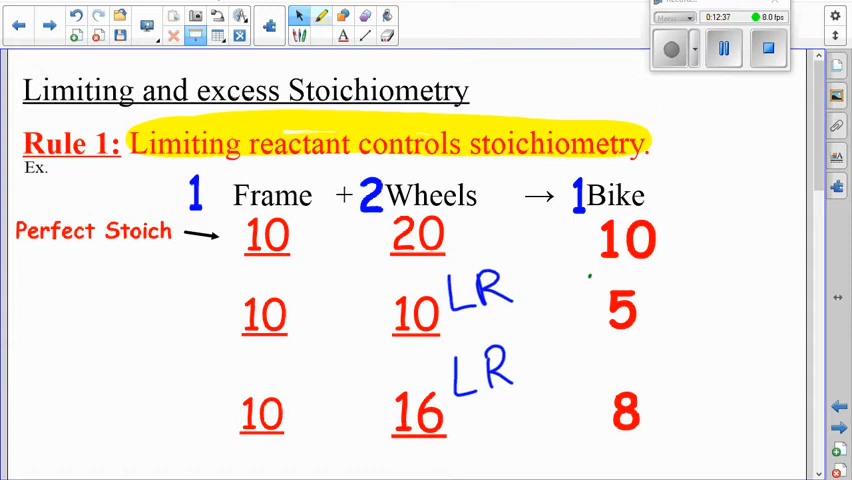 Menu
0:12:37
8.0 fps
Limiting and excess Stoichiometry
Rule 1: Limiting reactant controls stoichiometry.
Ex.
1 Frame + 2 Wheels → 1 Bike
Perfect Stoich → 10 20 10
10 10 LR 5
10 16 LR 8